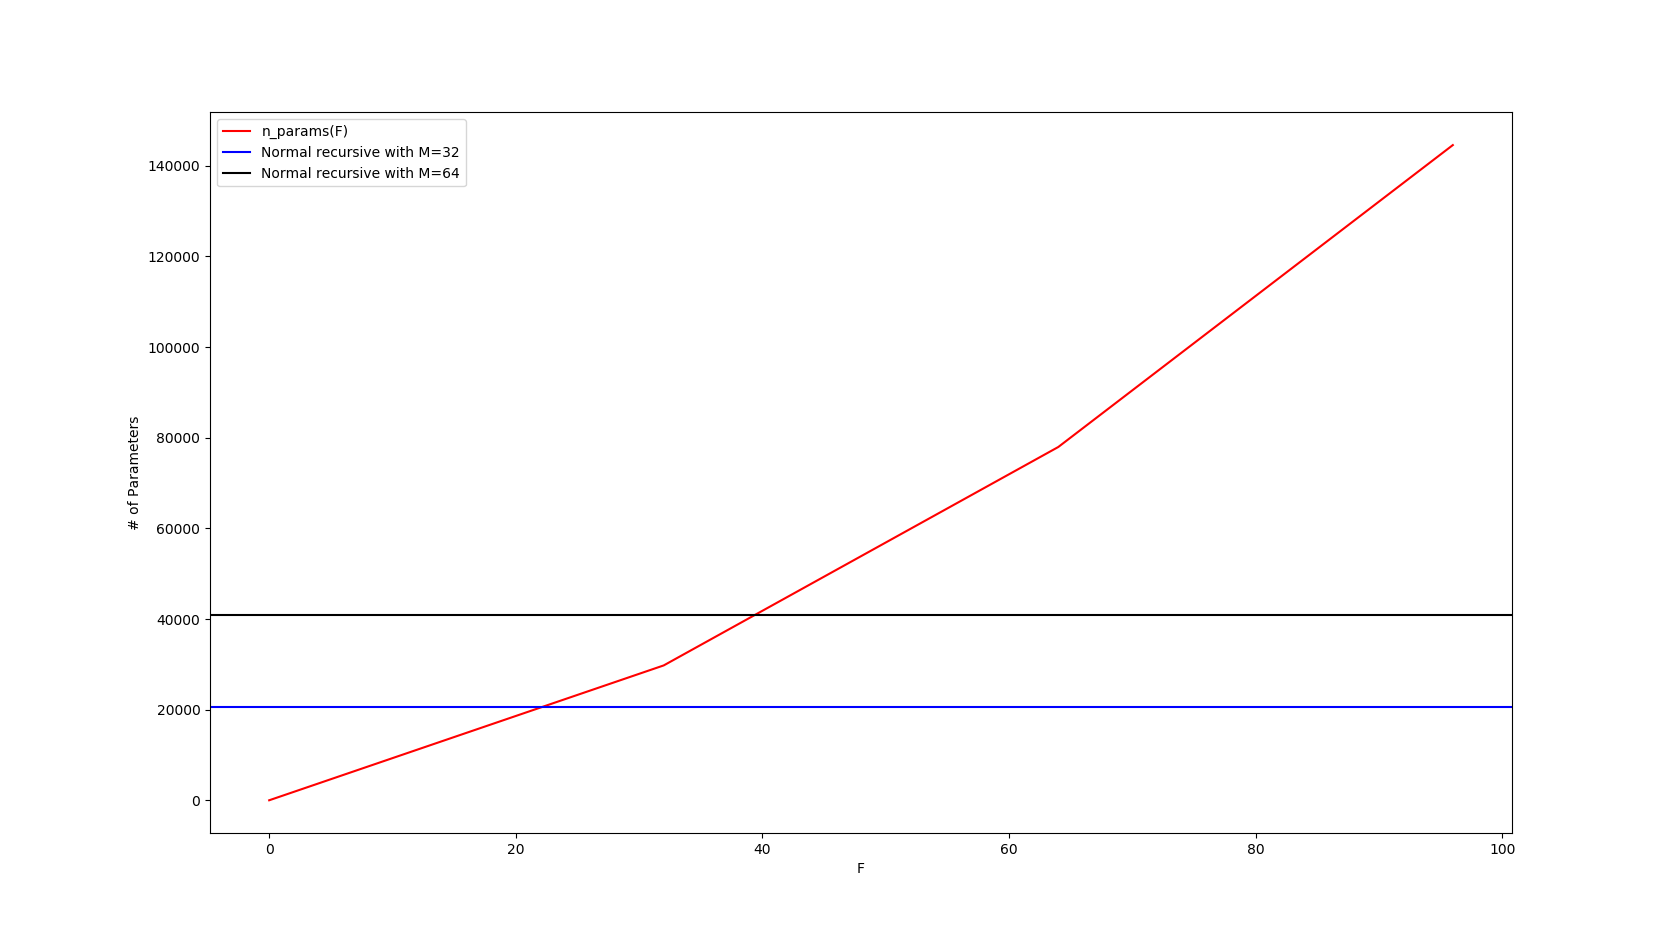 n_params(F)
Normal recursive with M=32
Normal recursive with M=64
140000
120000
100000
80000
60000
40000
20000
0
# of Parameters
0 20 40 60 80 100
F